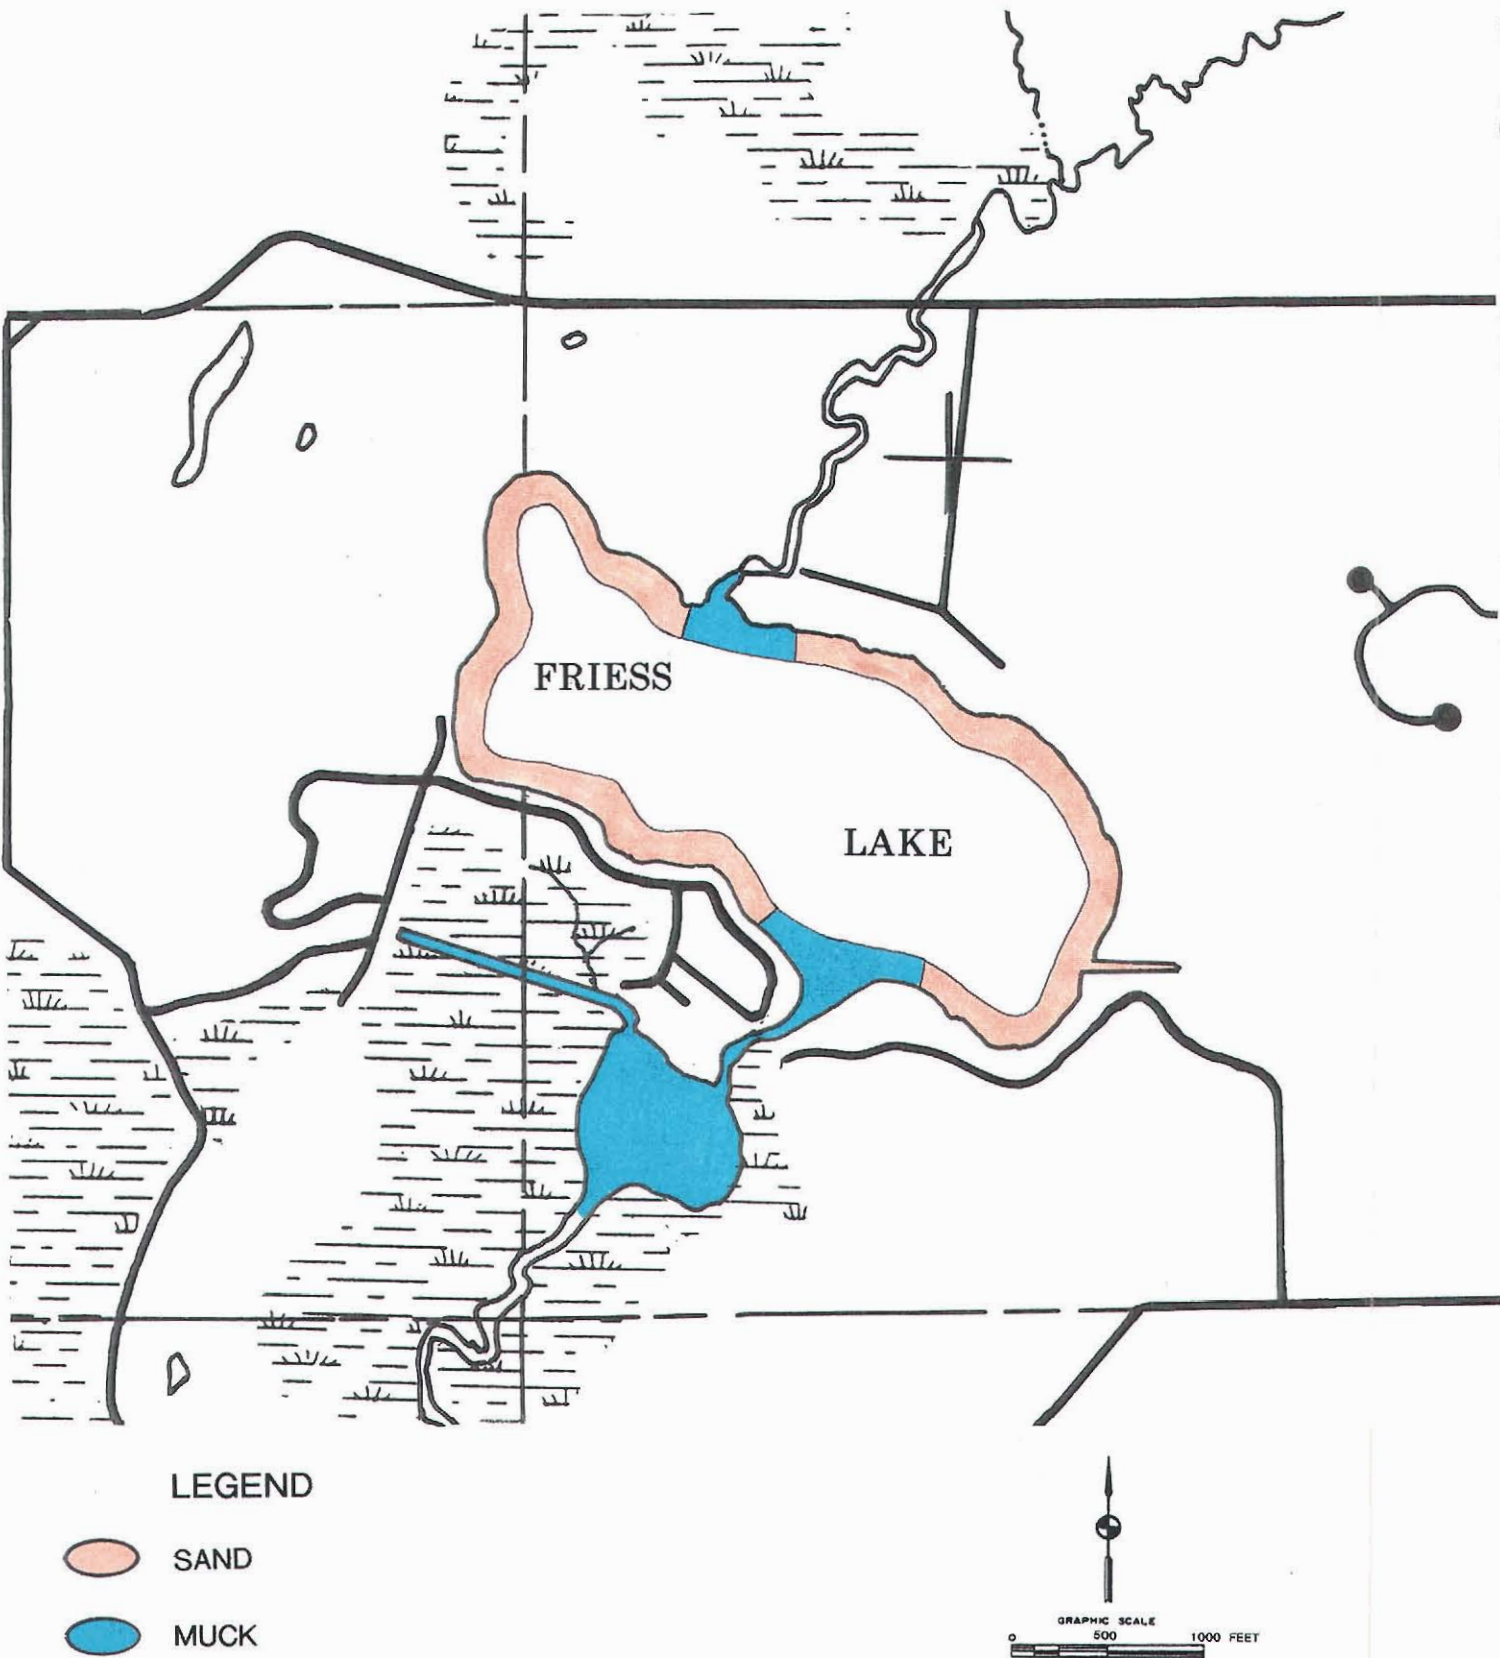 FRIESS
LAKE
LEGEND
SAND
MUCK
GRAPHIC SCALE
0 500 1000 FEET